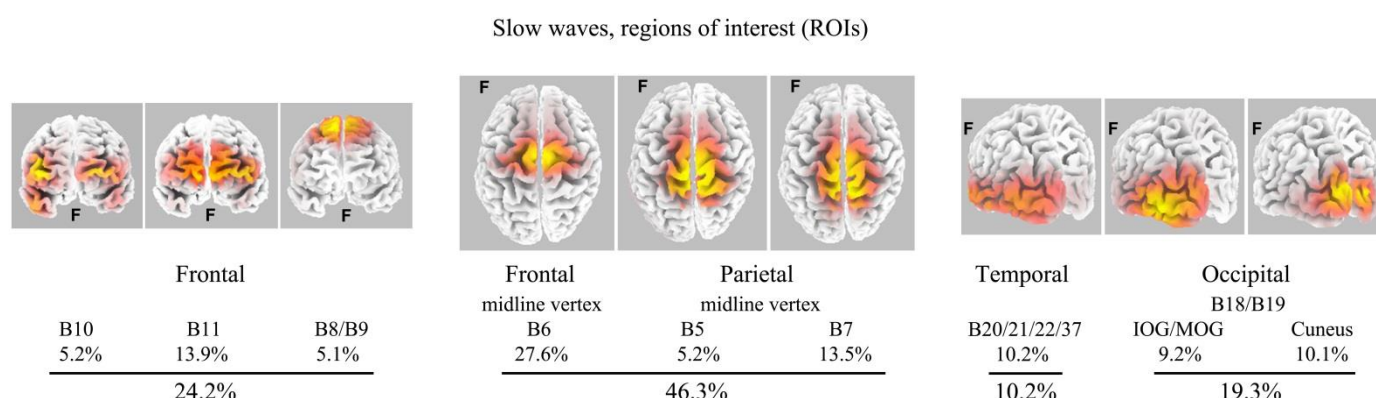 Slow waves, regions of interest (ROIs)
F F F
F F F
F F F
Frontal
B10 B11 B8/B9
5.2% 13.9% 5.1%
24.2%
Frontal Parietal
midline vertex midline vertex
B6 B5 B7
27.6% 5.2% 13.5%
46.3%
Temporal Occipital
B18/B19
B20/21/22/37 IOG/MOG Cuneus
10.2% 9.2% 10.1%
10.2% 19.3%